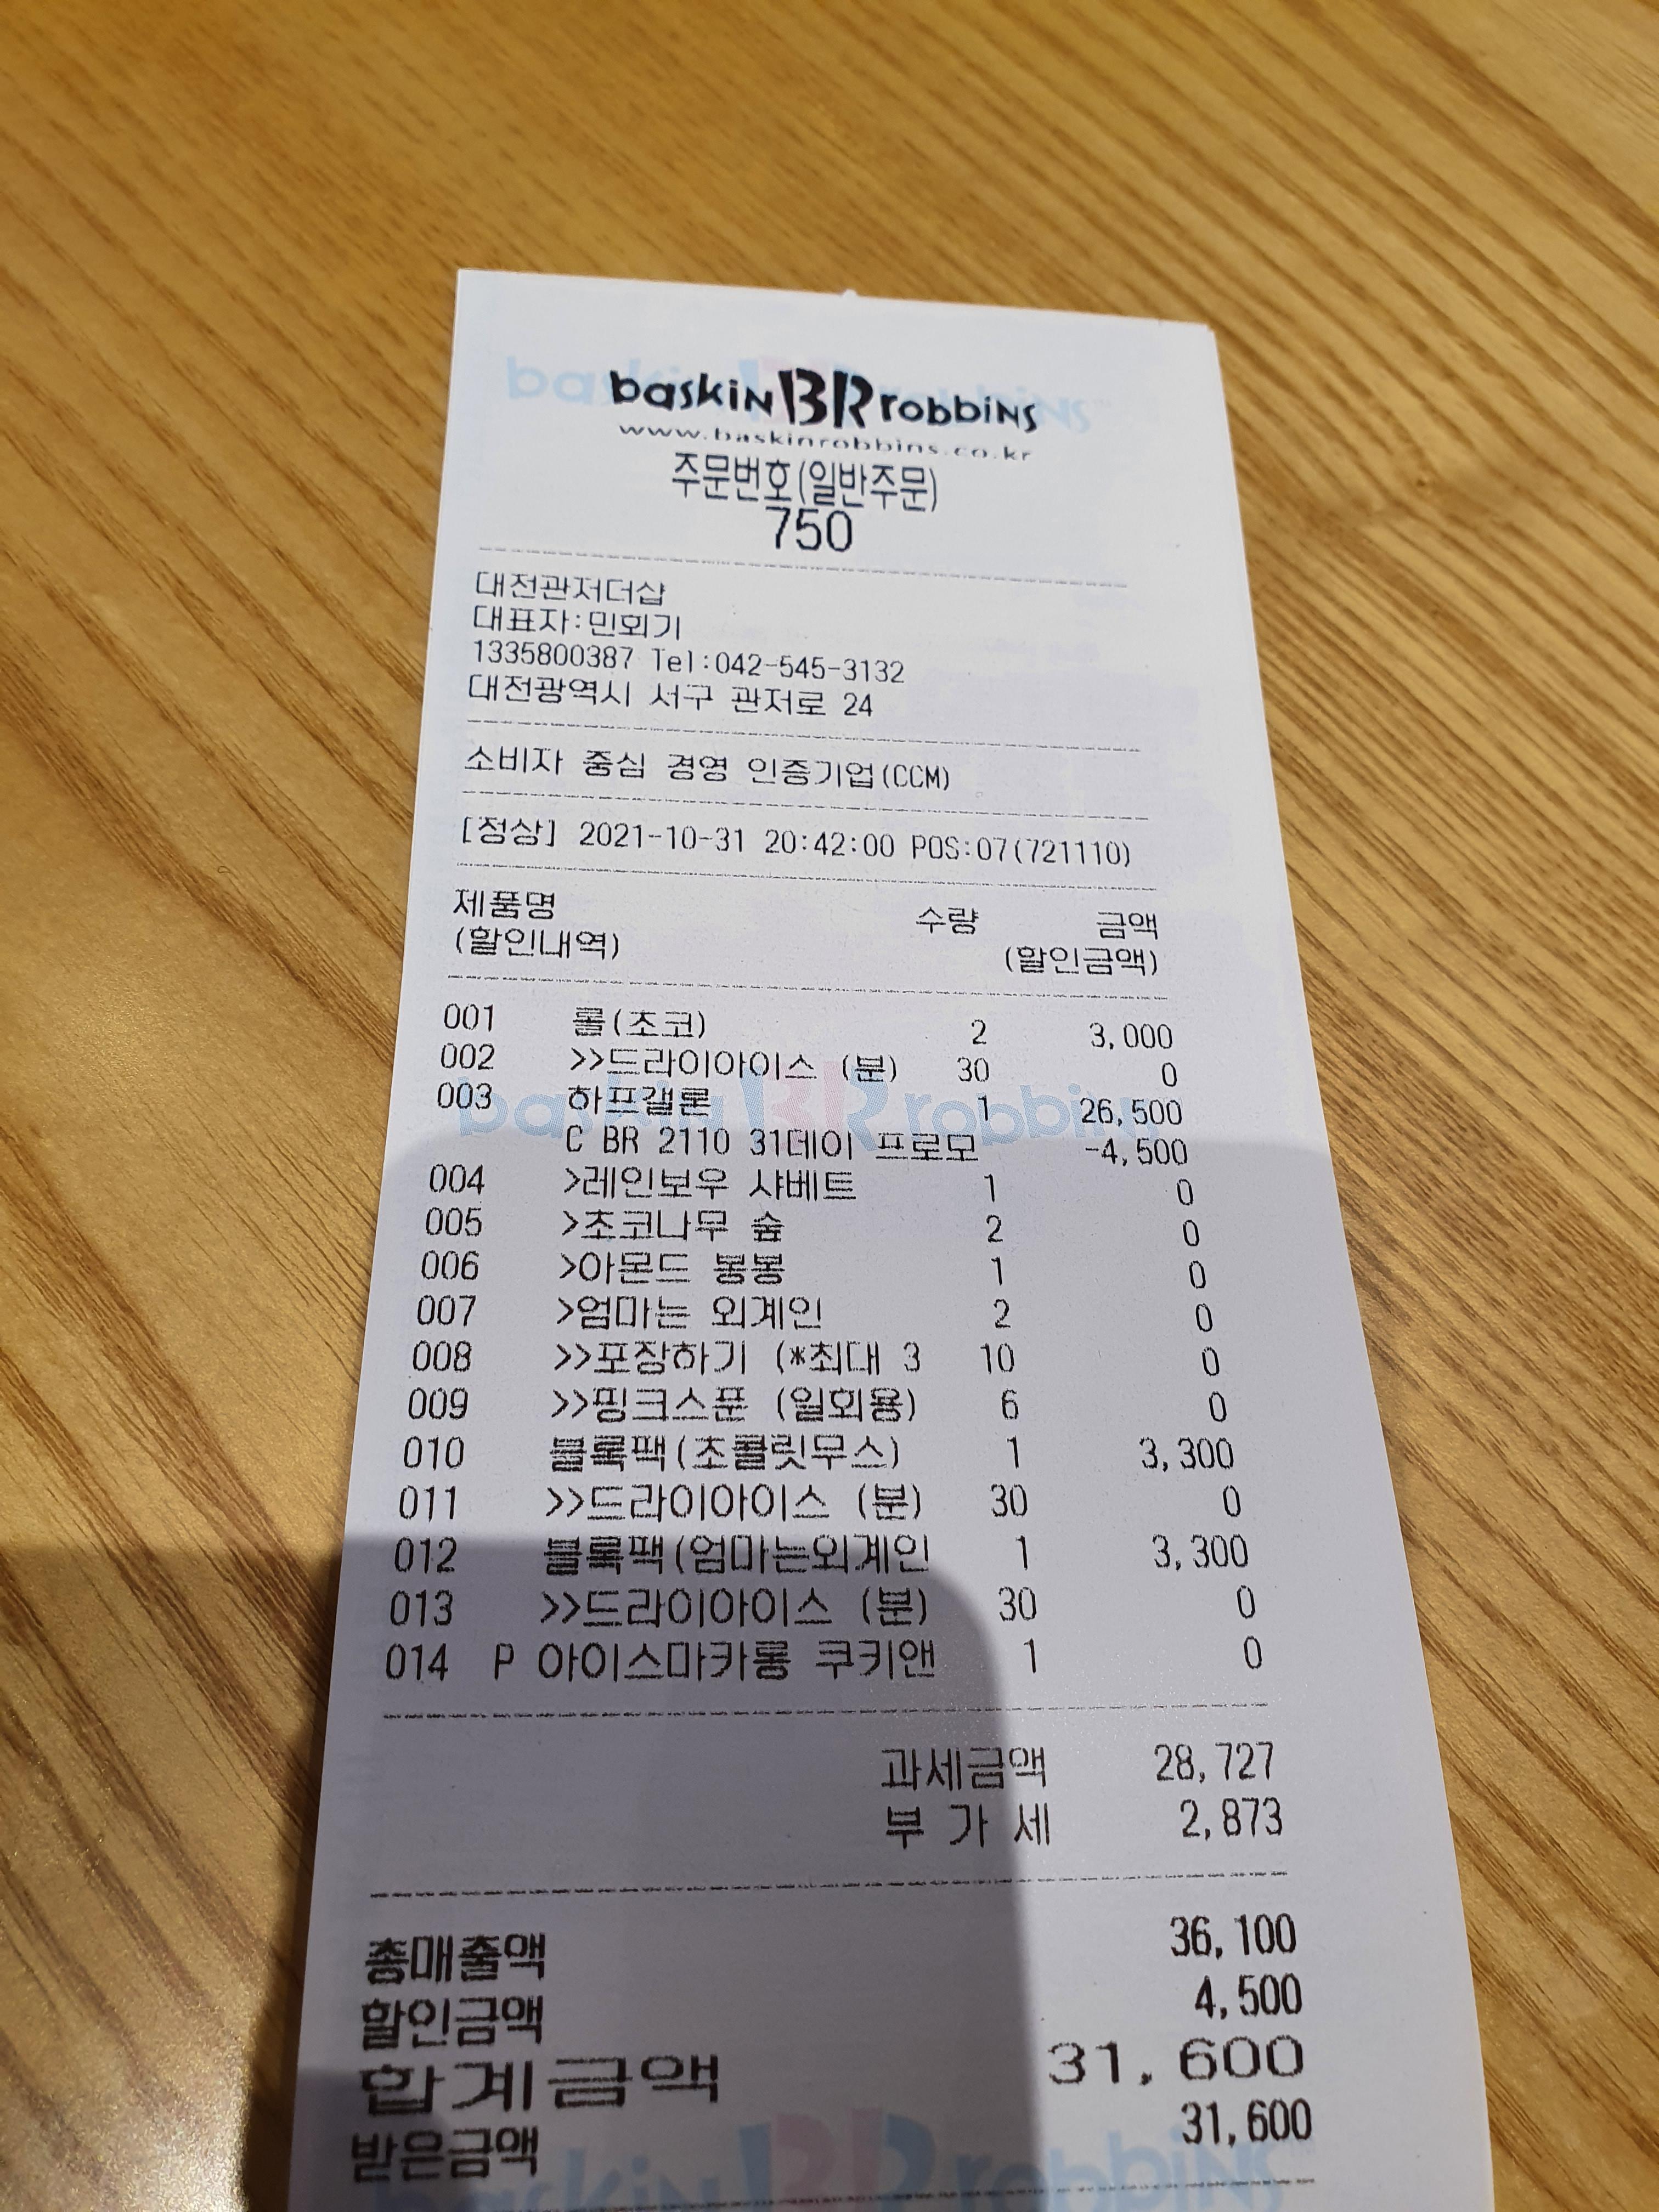 baskin BR robbins
www.baskinrobbins.co.kr
주문번호(일반주문)
750
대전관저더샵
대표자:민회기
1335800387 Tel:042-545-3132
대전광역시 서구 관저로 24
소비자 중심 경영 인증기업(CCM)
[정상] 2021-10-31 20:42:00 POS:07(721110)
제품명 수량 금액
(할인내역) (할인금액)
001 롤(초코) 2 3,000
002 >>드라이아이스 (분) 30 0
003 하프갤론 1 26,500
C BR 2110 31데이 프로모 -4,500
004 >레인보우 샤베트 1 0
005 >초코나무 숲 2 0
006 >아몬드 봉봉 1 0
007 >엄마는 외계인 2 0
008 >>포장하기 (*최대 3 10 0
009 >>핑크스푼 (일회용) 6 0
010 블록팩(초콜릿무스) 1 3,300
011 >>드라이아이스 (분) 30 0
012 블록팩(엄마는외계인 1 3,300
013 >>드라이아이스 (분) 30 0
014 P 아이스마카롱 쿠키앤 1 0
과세금액 28,727
부 가 세 2,873
총매출액 36,100
할인금액 4,500
합계금액 31,600
받은금액 31,600
baskin BR robbins